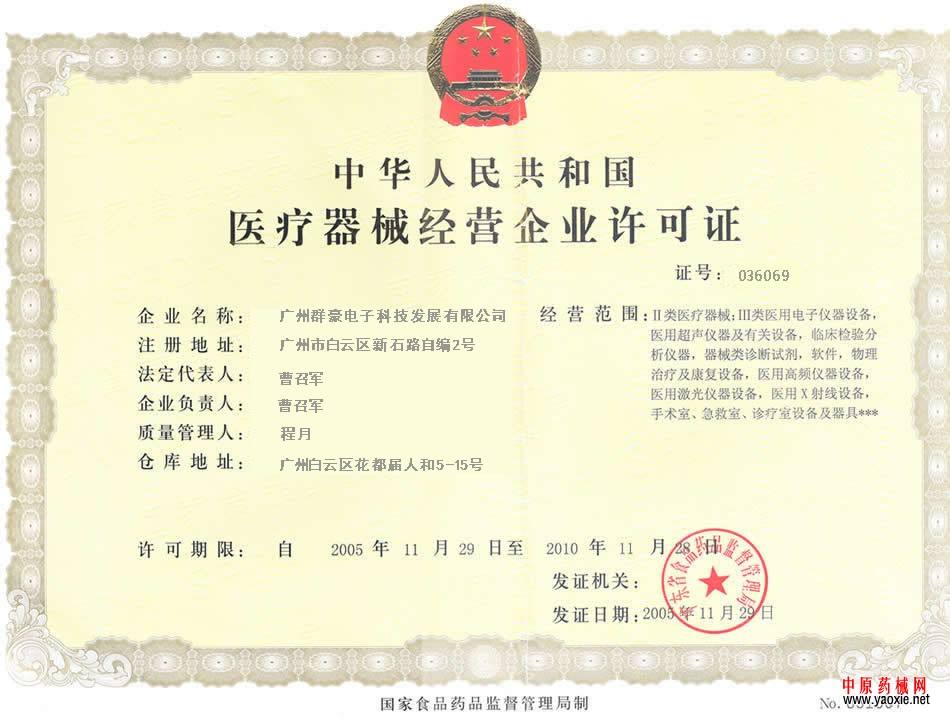 中华人民共和国
医疗器械经营企业许可证
证号： 036069
企业名称： 广州群豪电子科技发展有限公司
注册地址： 广州市白云区新石路自编2号
法定代表人： 曹召军
企业负责人： 曹召军
质量管理人： 程月
仓库地址： 广州白云区花都届人和5-15号
经营范围：Ⅱ类医疗器械；Ⅲ类医用电子仪器设备，
医用超声仪器及有关设备，临床检验分
析仪器，器械类诊断试剂，软件，物理
治疗及康复设备，医用高频仪器设备，
医用激光仪器设备，医用X射线设备，
手术室、急救室、诊疗室设备及器具***
许可期限： 自 2005 年 11 月 29 日至 2010 年 11 月 28 日
发证机关：
广东省食品药品监督管理局
发证日期：2005 年 11 月 29 日
国家食品药品监督管理局制
No.
中原药械网
www.yaoxie.net